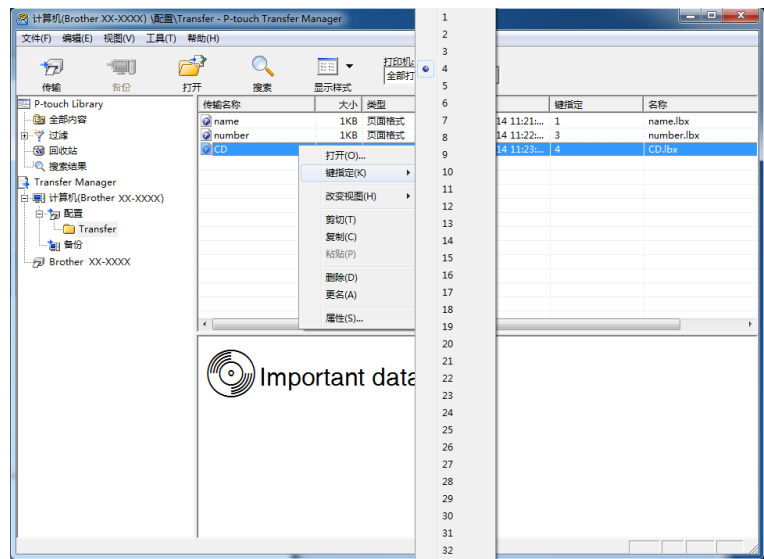 计算机(Brother XX-XXXX) \配置\Transfer - P-touch Transfer Manager
文件(F) 编辑(E) 视图(V) 工具(T) 帮助(H)
传输 备份 打开 搜索 显示样式
打印机:
全部打
P-touch Library
全部内容
过滤
回收站
搜索结果
Transfer Manager
计算机(Brother XX-XXXX)
配置
Transfer
备份
Brother XX-XXXX
传输名称 大小 类型 键指定 名称
name 1KB 页面格式 14 11:21:... 1 name.lbx
number 1KB 页面格式 14 11:22:... 3 number.lbx
CD 14 11:23:... 4 CD.lbx
打开(O)...
键指定(K)
改变视图(H)
剪切(T)
复制(C)
粘贴(P)
删除(D)
更名(A)
属性(S)...
1
2
3
4
5
6
7
8
9
10
11
12
13
14
15
16
17
18
19
20
21
22
23
24
25
26
27
28
29
30
31
32
Important data